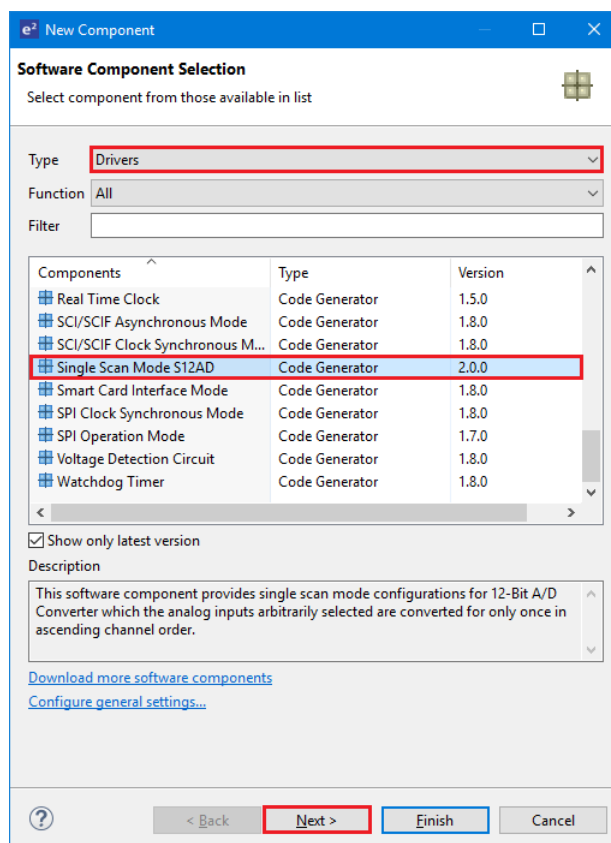 e² New Component
Software Component Selection
Select component from those available in list
Type Drivers
Function All
Filter
Components Type Version
Real Time Clock Code Generator 1.5.0
SCI/SCIF Asynchronous Mode Code Generator 1.8.0
SCI/SCIF Clock Synchronous M... Code Generator 1.8.0
Single Scan Mode S12AD Code Generator 2.0.0
Smart Card Interface Mode Code Generator 1.8.0
SPI Clock Synchronous Mode Code Generator 1.8.0
SPI Operation Mode Code Generator 1.7.0
Voltage Detection Circuit Code Generator 1.8.0
Watchdog Timer Code Generator 1.8.0
Show only latest version
Description
This software component provides single scan mode configurations for 12-Bit A/D
Converter which the analog inputs arbitrarily selected are converted for only once in
ascending channel order.
Download more software components
Configure general settings...
? < Back Next > Finish Cancel